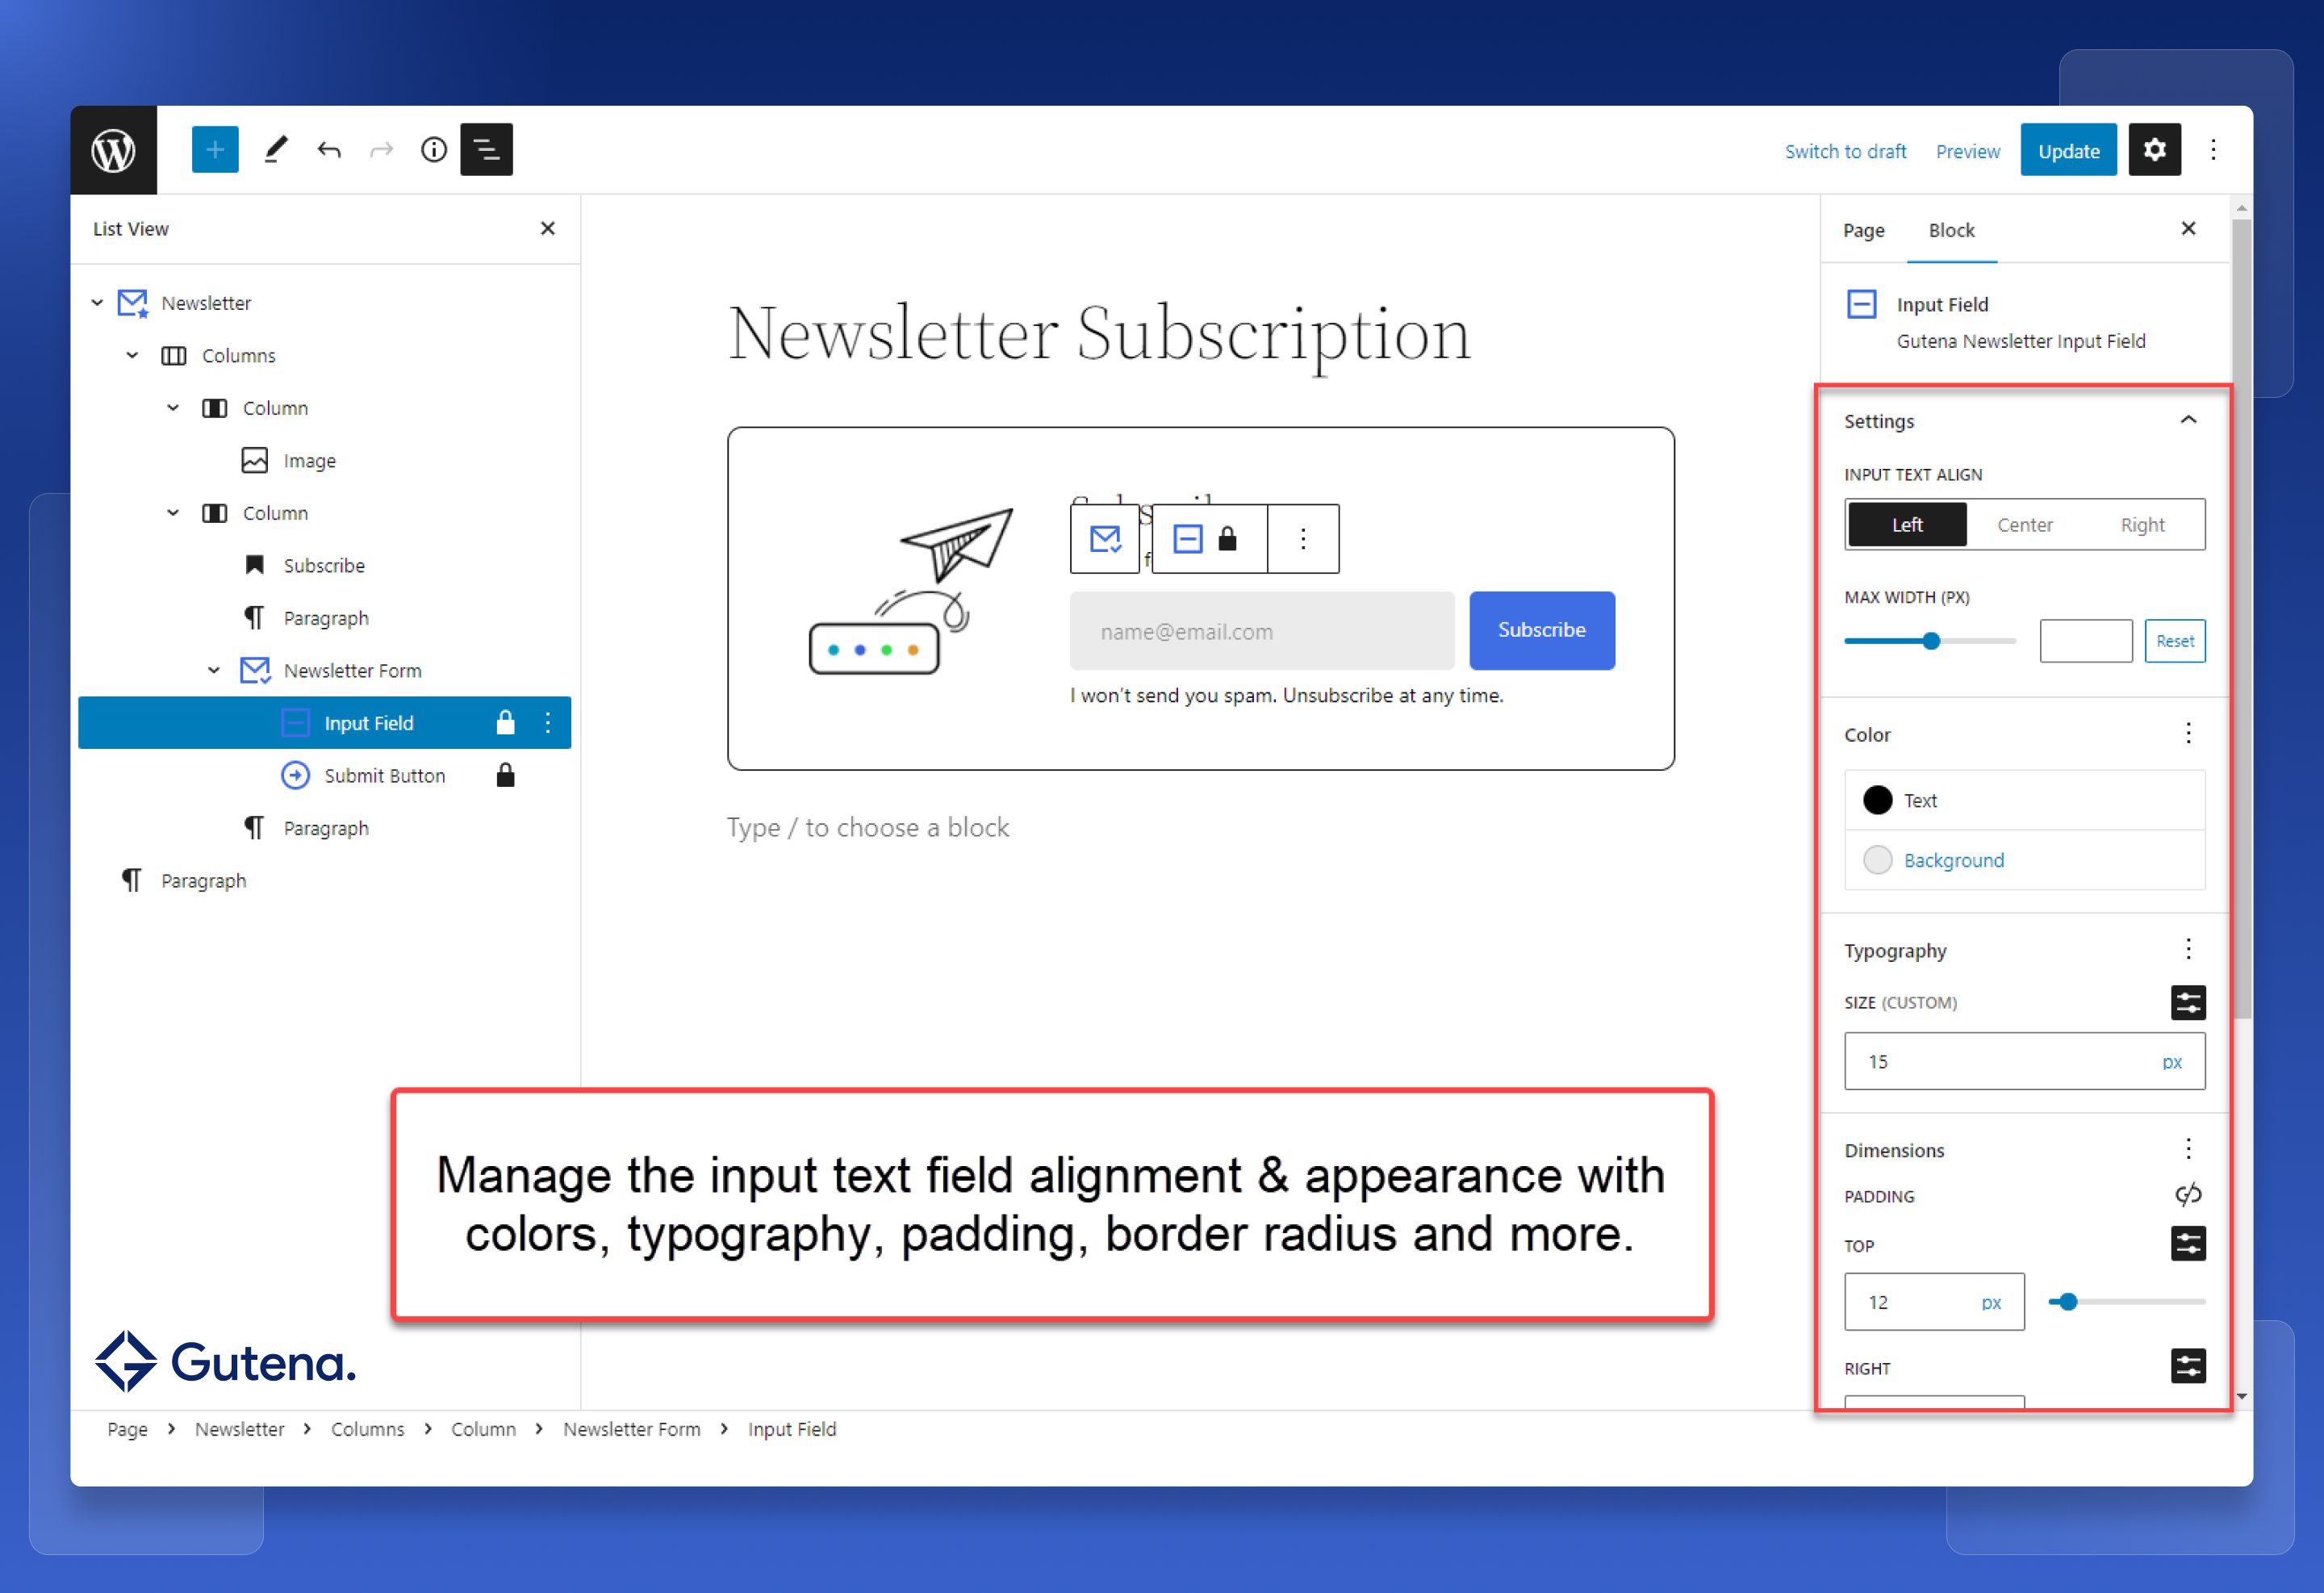 Switch to draft
Preview
Update
List View
Newsletter
Columns
Column
Image
Column
Subscribe
Paragraph
Newsletter Form
Input Field
Submit Button
Paragraph
Paragraph
Newsletter Subscription
name@email.com
Subscribe
I won't send you spam. Unsubscribe at any time.
Type / to choose a block
Page
Block
Input Field
Gutena Newsletter Input Field
Settings
INPUT TEXT ALIGN
Left
Center
Right
MAX WIDTH (PX)
Reset
Color
Text
Background
Typography
SIZE (CUSTOM)
15 px
Dimensions
PADDING
TOP
12 px
RIGHT
Manage the input text field alignment & appearance with
colors, typography, padding, border radius and more.
Gutena.
Page > Newsletter > Columns > Column > Newsletter Form > Input Field